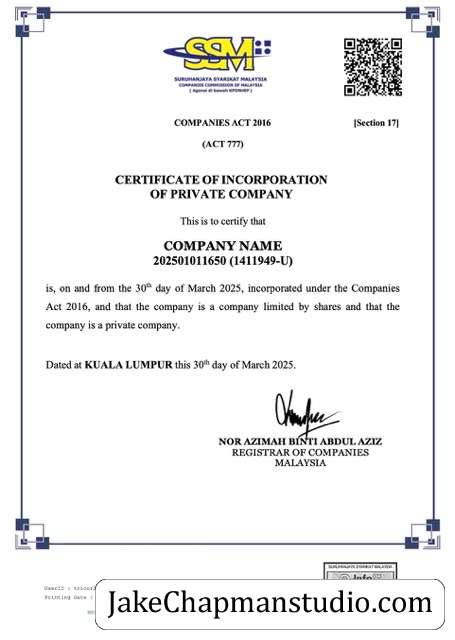 SSM
SURUHANJAYA SYARIKAT MALAYSIA
COMPANIES COMMISSION OF MALAYSIA
( Agensi di bawah KPDNHEP )
COMPANIES ACT 2016 [Section 17]
(ACT 777)
CERTIFICATE OF INCORPORATION
OF PRIVATE COMPANY
This is to certify that
COMPANY NAME
202501011650 (1411949-U)
is, on and from the 30th day of March 2025, incorporated under the Companies
Act 2016, and that the company is a company limited by shares and that the
company is a private company.
Dated at KUALA LUMPUR this 30th day of March 2025.
NOR AZIMAH BINTI ABDUL AZIZ
REGISTRAR OF COMPANIES
MALAYSIA
SURUHANJAYA SYARIKAT MALAYSIA
Info
UserID :
Printing Date :
JakeChapmanstudio.com